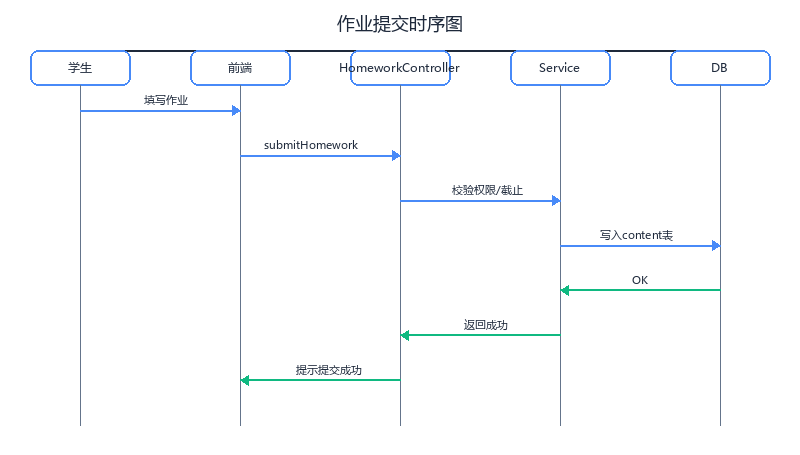 作业提交时序图
学生
前端
HomeworkController
Service
DB
填写作业
submitHomework
校验权限/截止
写入content表
OK
返回成功
提示提交成功